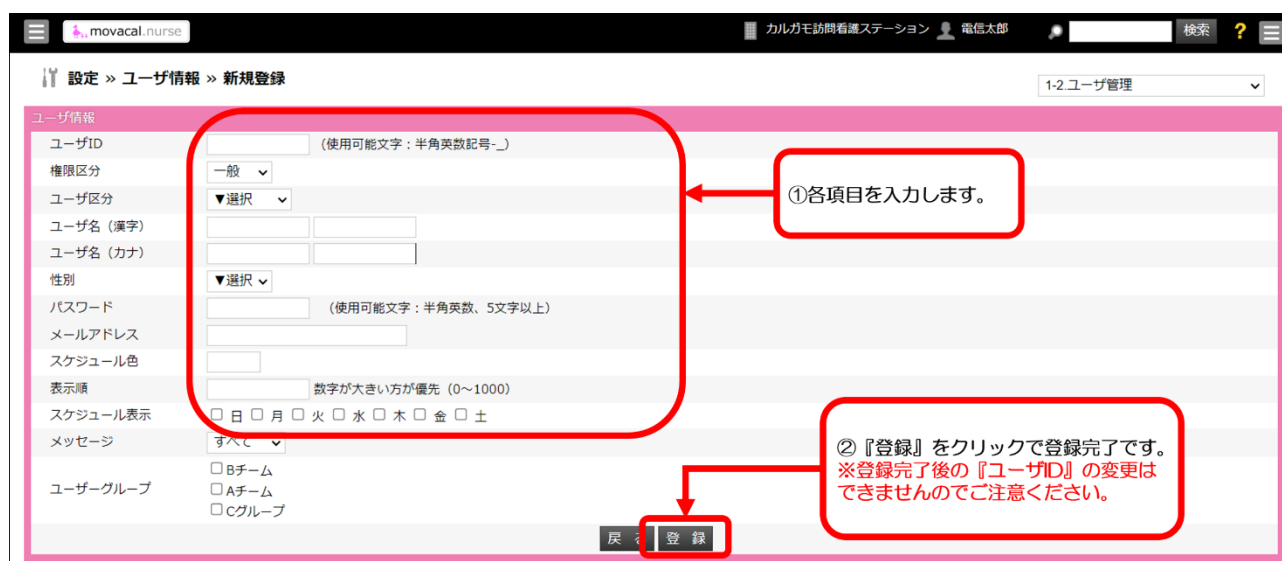 movacal.nurse
カルガモ訪問看護ステーション 電信太郎 検索 ?
設定 » ユーザ情報 » 新規登録
1-2.ユーザ管理
ユーザ情報
ユーザID (使用可能文字：半角英数記号-_)
権限区分 一般
ユーザ区分 ▼選択
ユーザ名（漢字）
ユーザ名（カナ）
性別 ▼選択
パスワード (使用可能文字：半角英数、5文字以上)
メールアドレス
スケジュール色
表示順 数字が大きい方が優先（0～1000）
スケジュール表示 日 月 火 水 木 金 土
メッセージ すべて
ユーザーグループ
Bチーム
Aチーム
Cグループ
戻る 登録
①各項目を入力します。
②『登録』をクリックで登録完了です。
※登録完了後の『ユーザID』の変更は
できませんのでご注意ください。